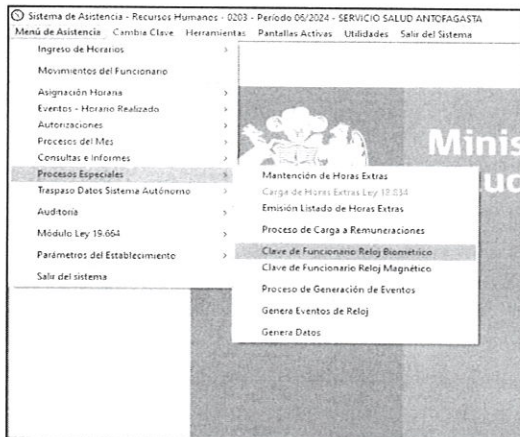 Sistema de Asistencia - Recursos Humanos - 0203 - Período 06/2024 - SERVICIO SALUD ANTOFAGASTA
Menú de Asistencia Cambia Clave Herramientas Pantallas Activas Utilidades Salir del Sistema
Ingreso de Horarios
Movimientos del Funcionario
Asignación Horaria
Eventos - Horario Realizado
Autorizaciones
Procesos del Mes
Consultas e Informes
Procesos Especiales
Traspaso Datos Sistema Autónomo
Auditoría
Módulo Ley 19.664
Parámetros del Establecimiento
Salir del sistema
Minis
ud
Mantención de Horas Extras
Carga de Horas Extras Ley 18.834
Emisión Listado de Horas Extras
Proceso de Carga a Remuneraciones
Clave de Funcionario Reloj Biométrico
Clave de Funcionario Reloj Magnético
Proceso de Generación de Eventos
Genera Eventos de Reloj
Genera Datos